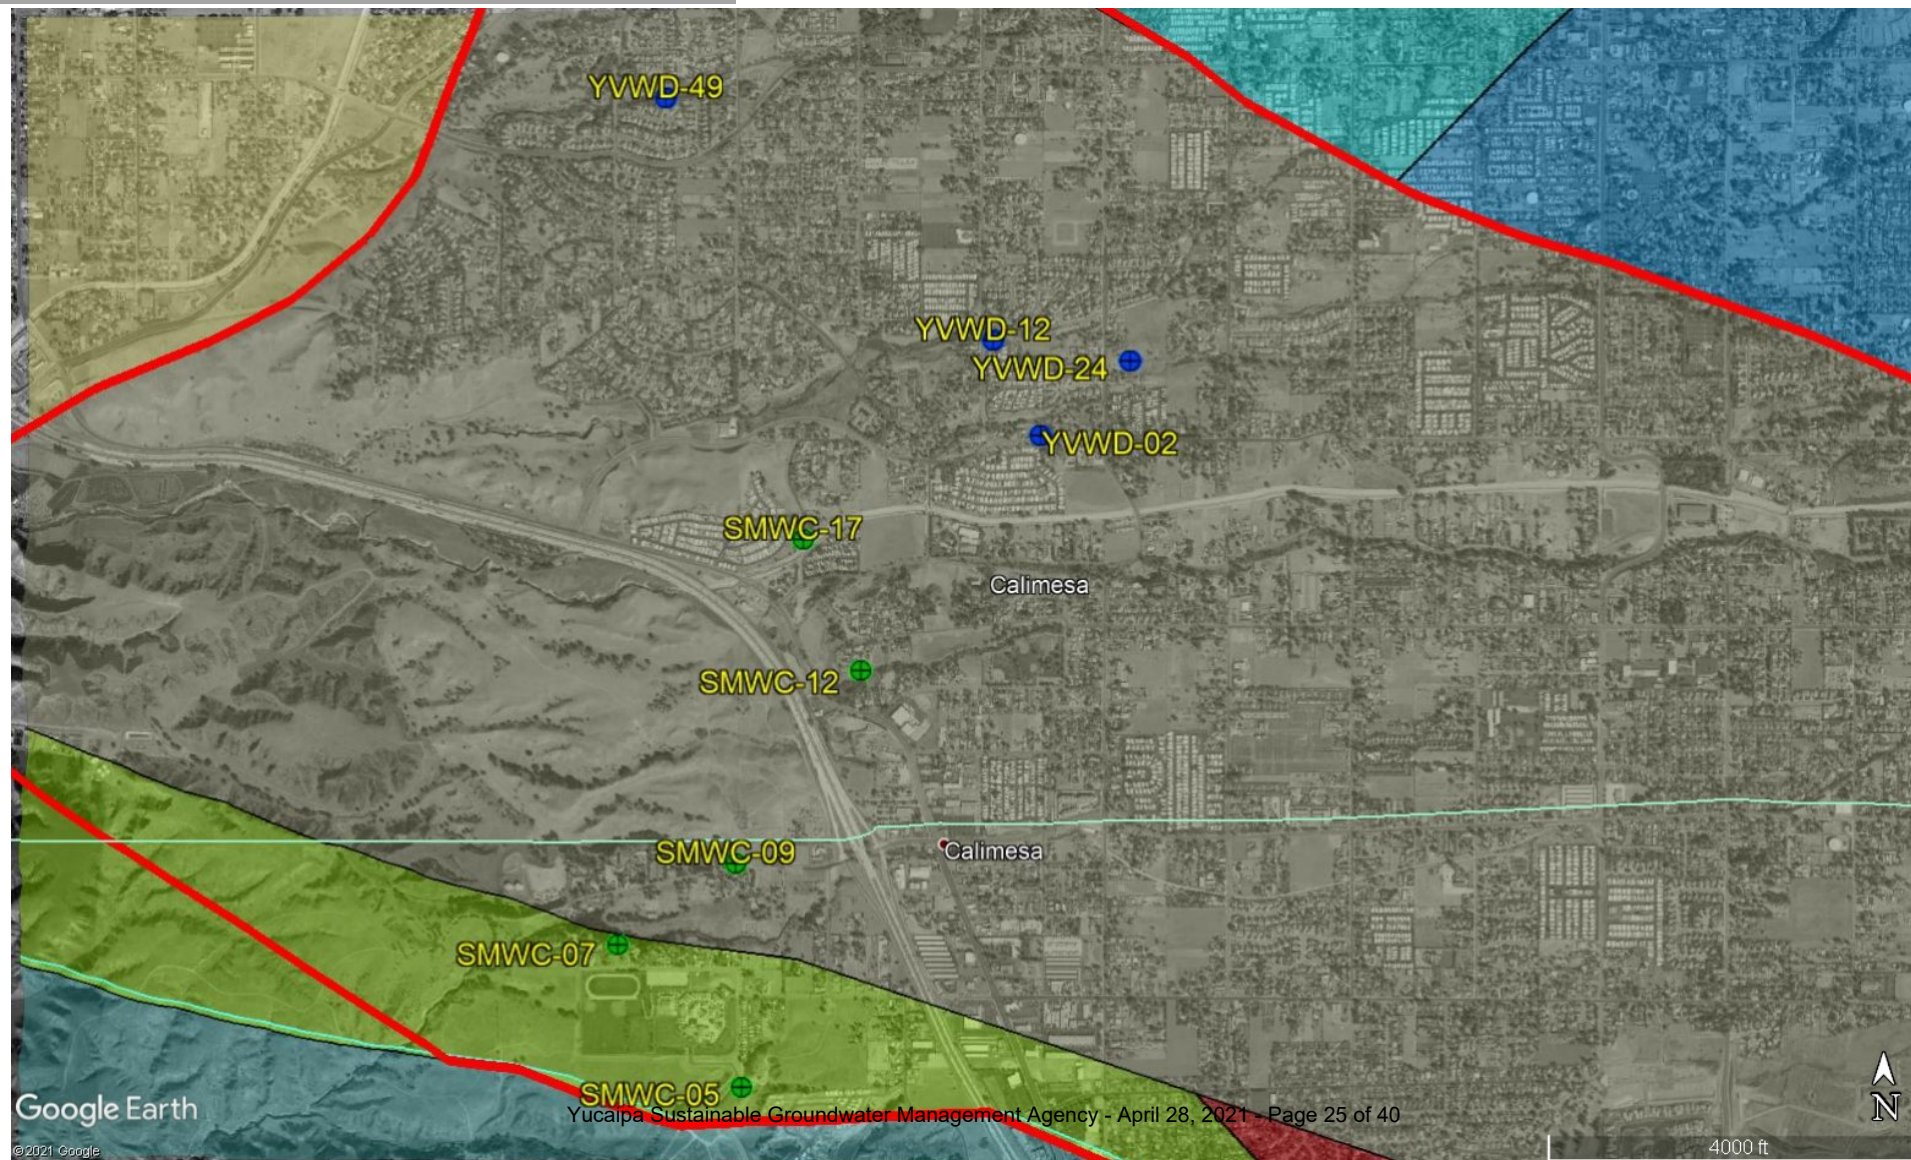 YVWD-49
YVWD-12
YVWD-24
YVWD-02
SMWC-17
Calimesa
SMWC-12
SMWC-09
Calimesa
SMWC-07
SMWC-05
Google Earth
Yucaipa Sustainable Groundwater Management Agency - April 28, 2021 - Page 25 of 40
N
4000 ft
©2021 Google